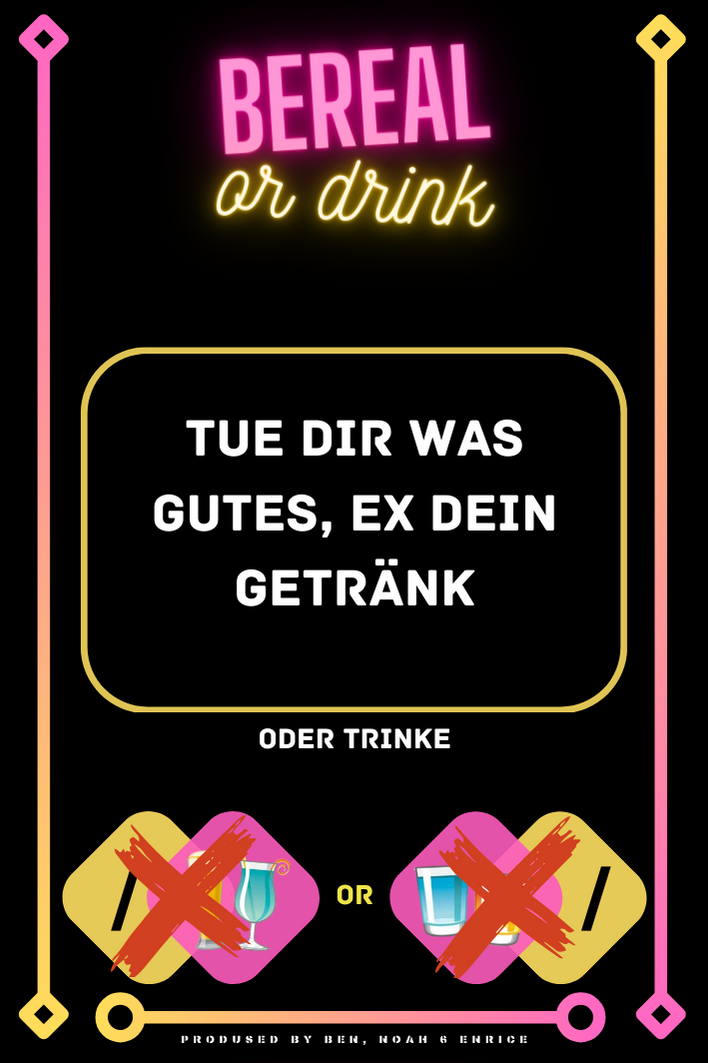 BEREAL
or drink
TUE DIR WAS
GUTES, EX DEIN
GETRÄNK
ODER TRINKE
/
OR
/
PRODUSED BY BEN, NOAH & ENRICE